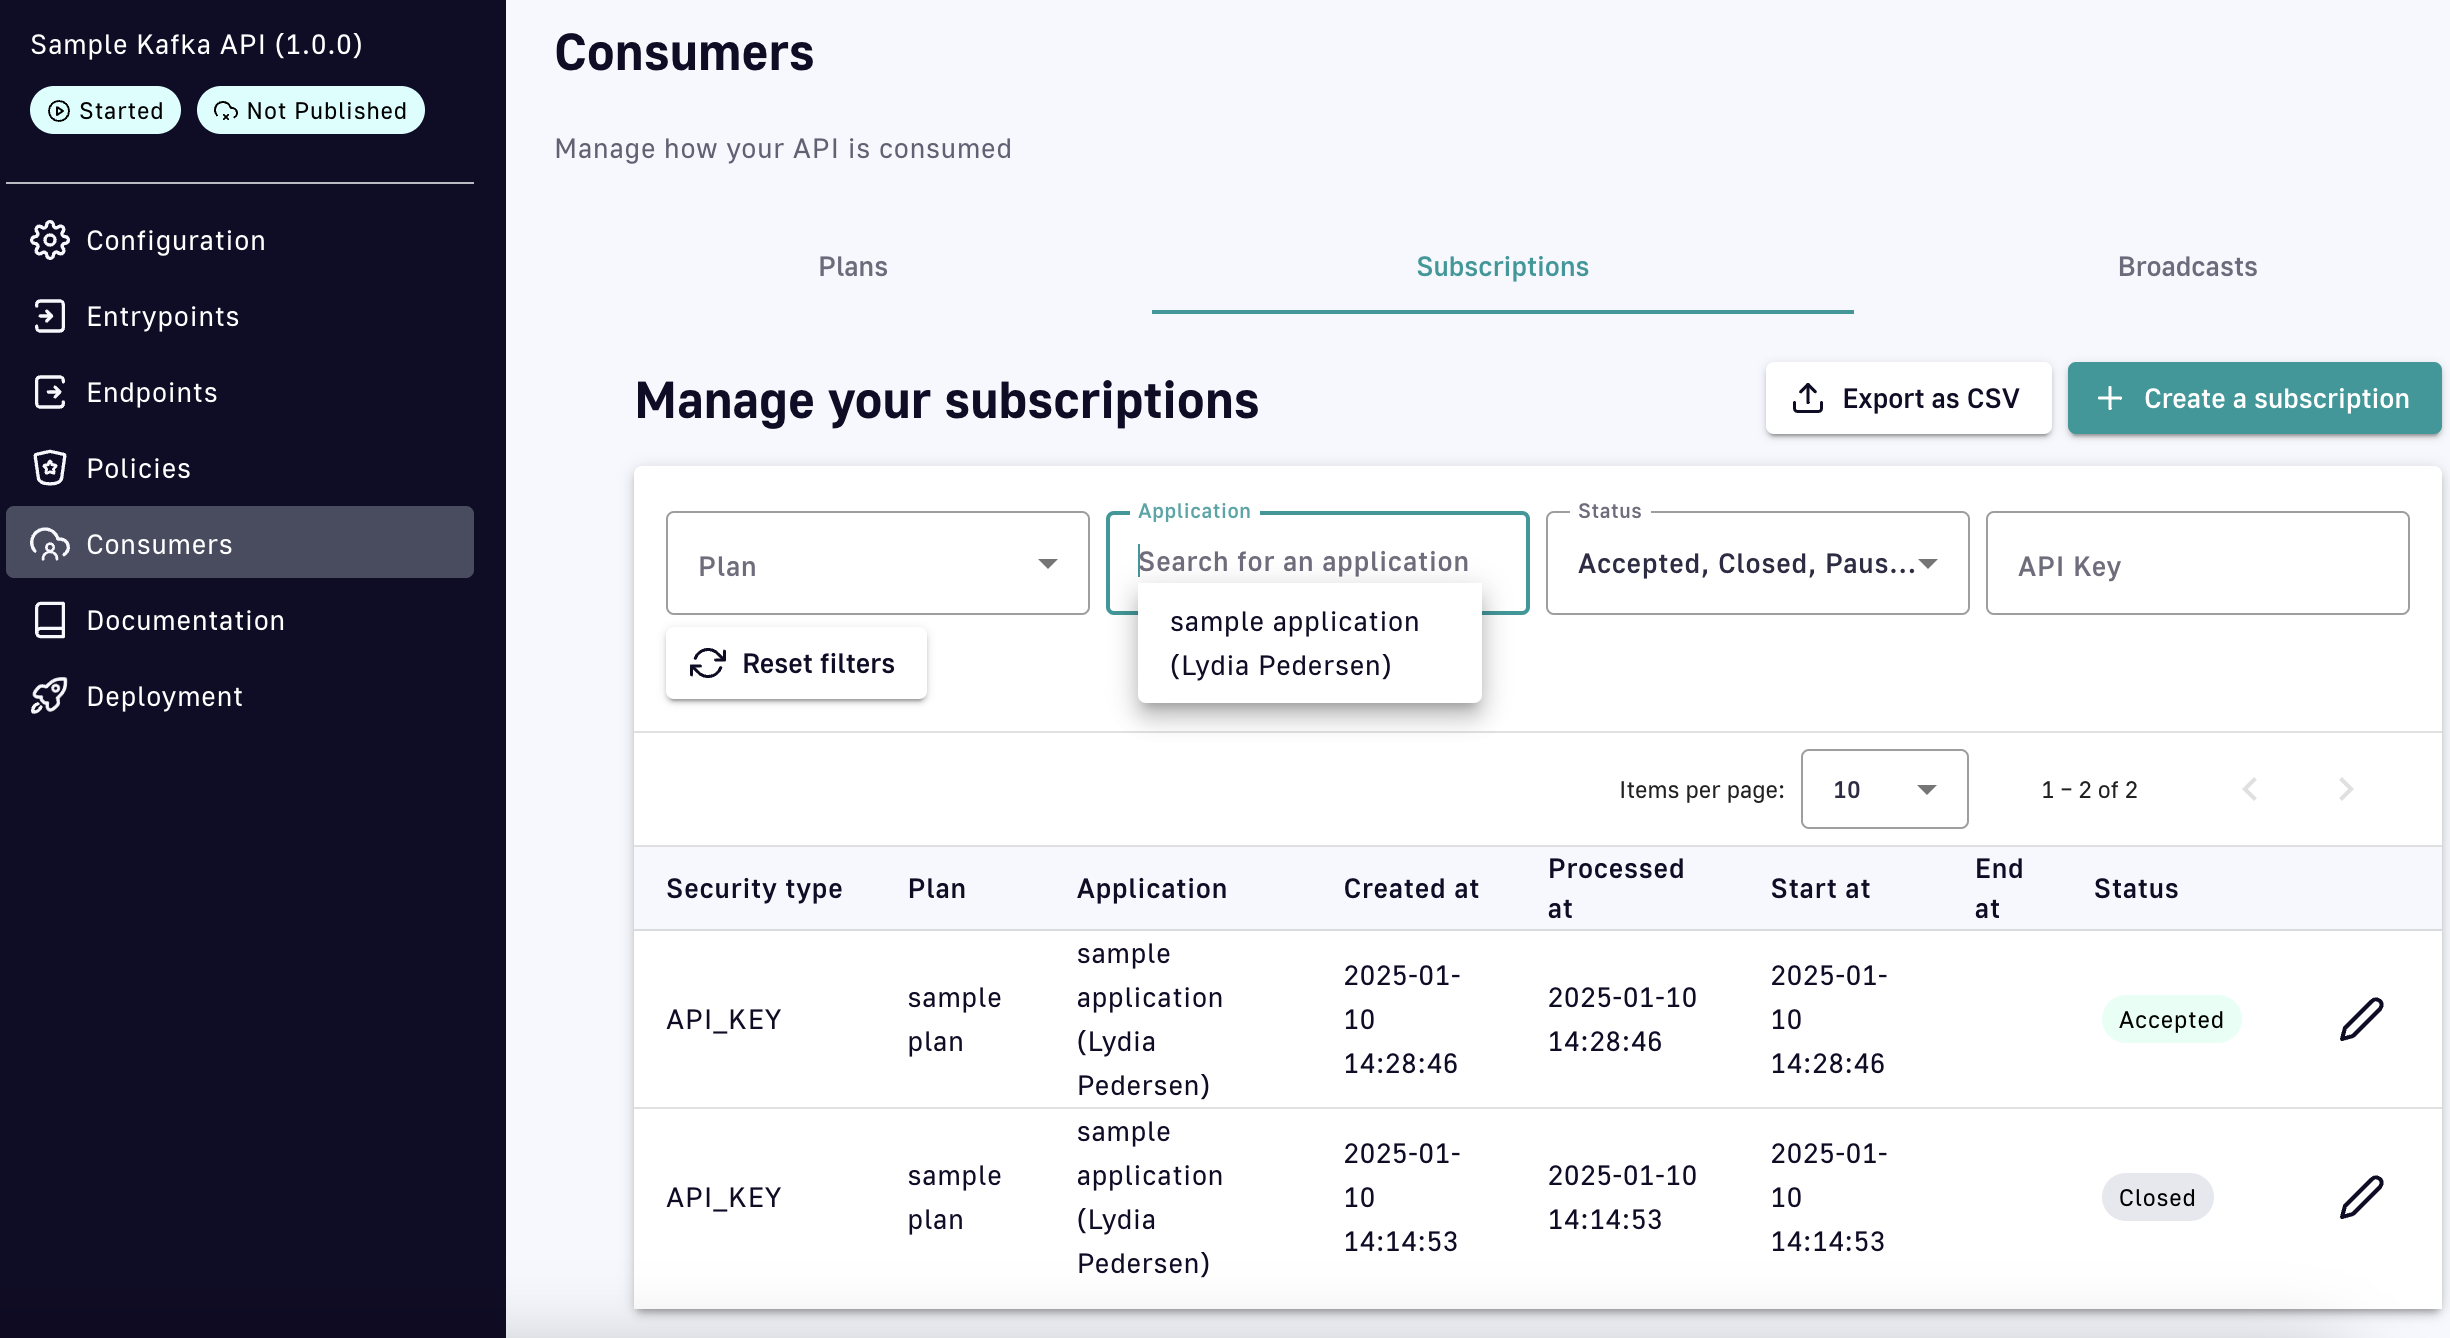 Sample Kafka API (1.0.0)
Started
Not Published
Configuration
Entrypoints
Endpoints
Policies
Consumers
Documentation
Deployment
Consumers
Manage how your API is consumed
Plans
Subscriptions
Broadcasts
Manage your subscriptions
Export as CSV
Create a subscription
Plan
Application
Search for an application
sample application
(Lydia Pedersen)
Status
Accepted, Closed, Paus...
API Key
Reset filters
Items per page:
10
1 – 2 of 2
Security type
Plan
Application
Created at
Processed
at
Start at
End
at
Status
API_KEY
sample
plan
sample
application
(Lydia
Pedersen)
2025-01-
10
14:28:46
2025-01-10
14:28:46
2025-01-
10
14:28:46
Accepted
API_KEY
sample
plan
sample
application
(Lydia
Pedersen)
2025-01-
10
14:14:53
2025-01-10
14:14:53
2025-01-
10
14:14:53
Closed